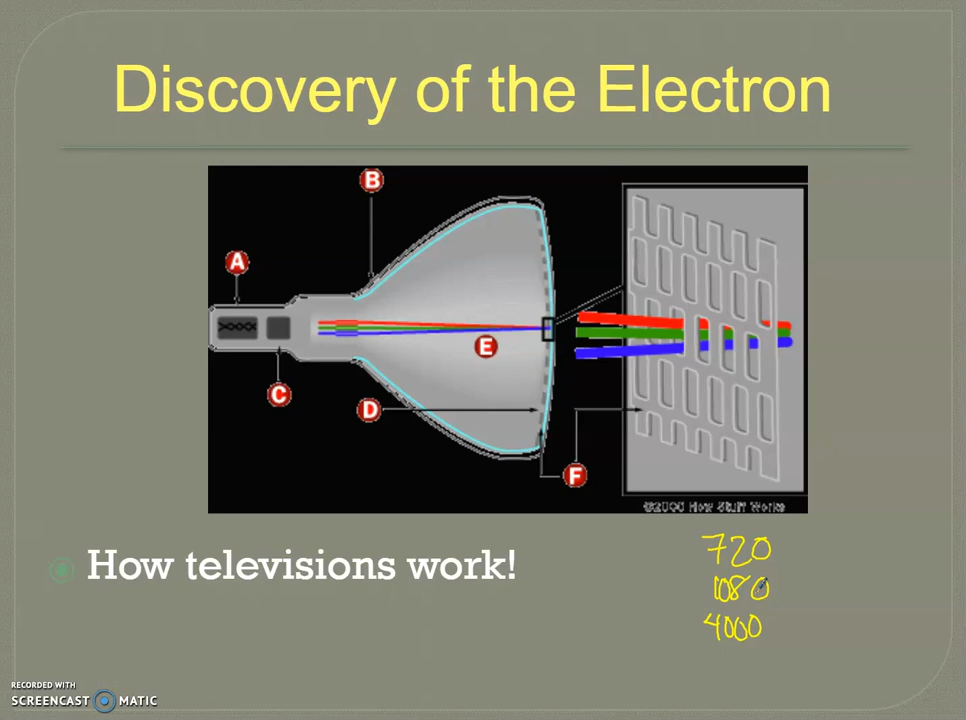 Discovery of the Electron
B
A
E
C
D
F
©2000 How Stuff Works
How televisions work!
720
1080
4000
RECORDED WITH
SCREENCAST MATIC